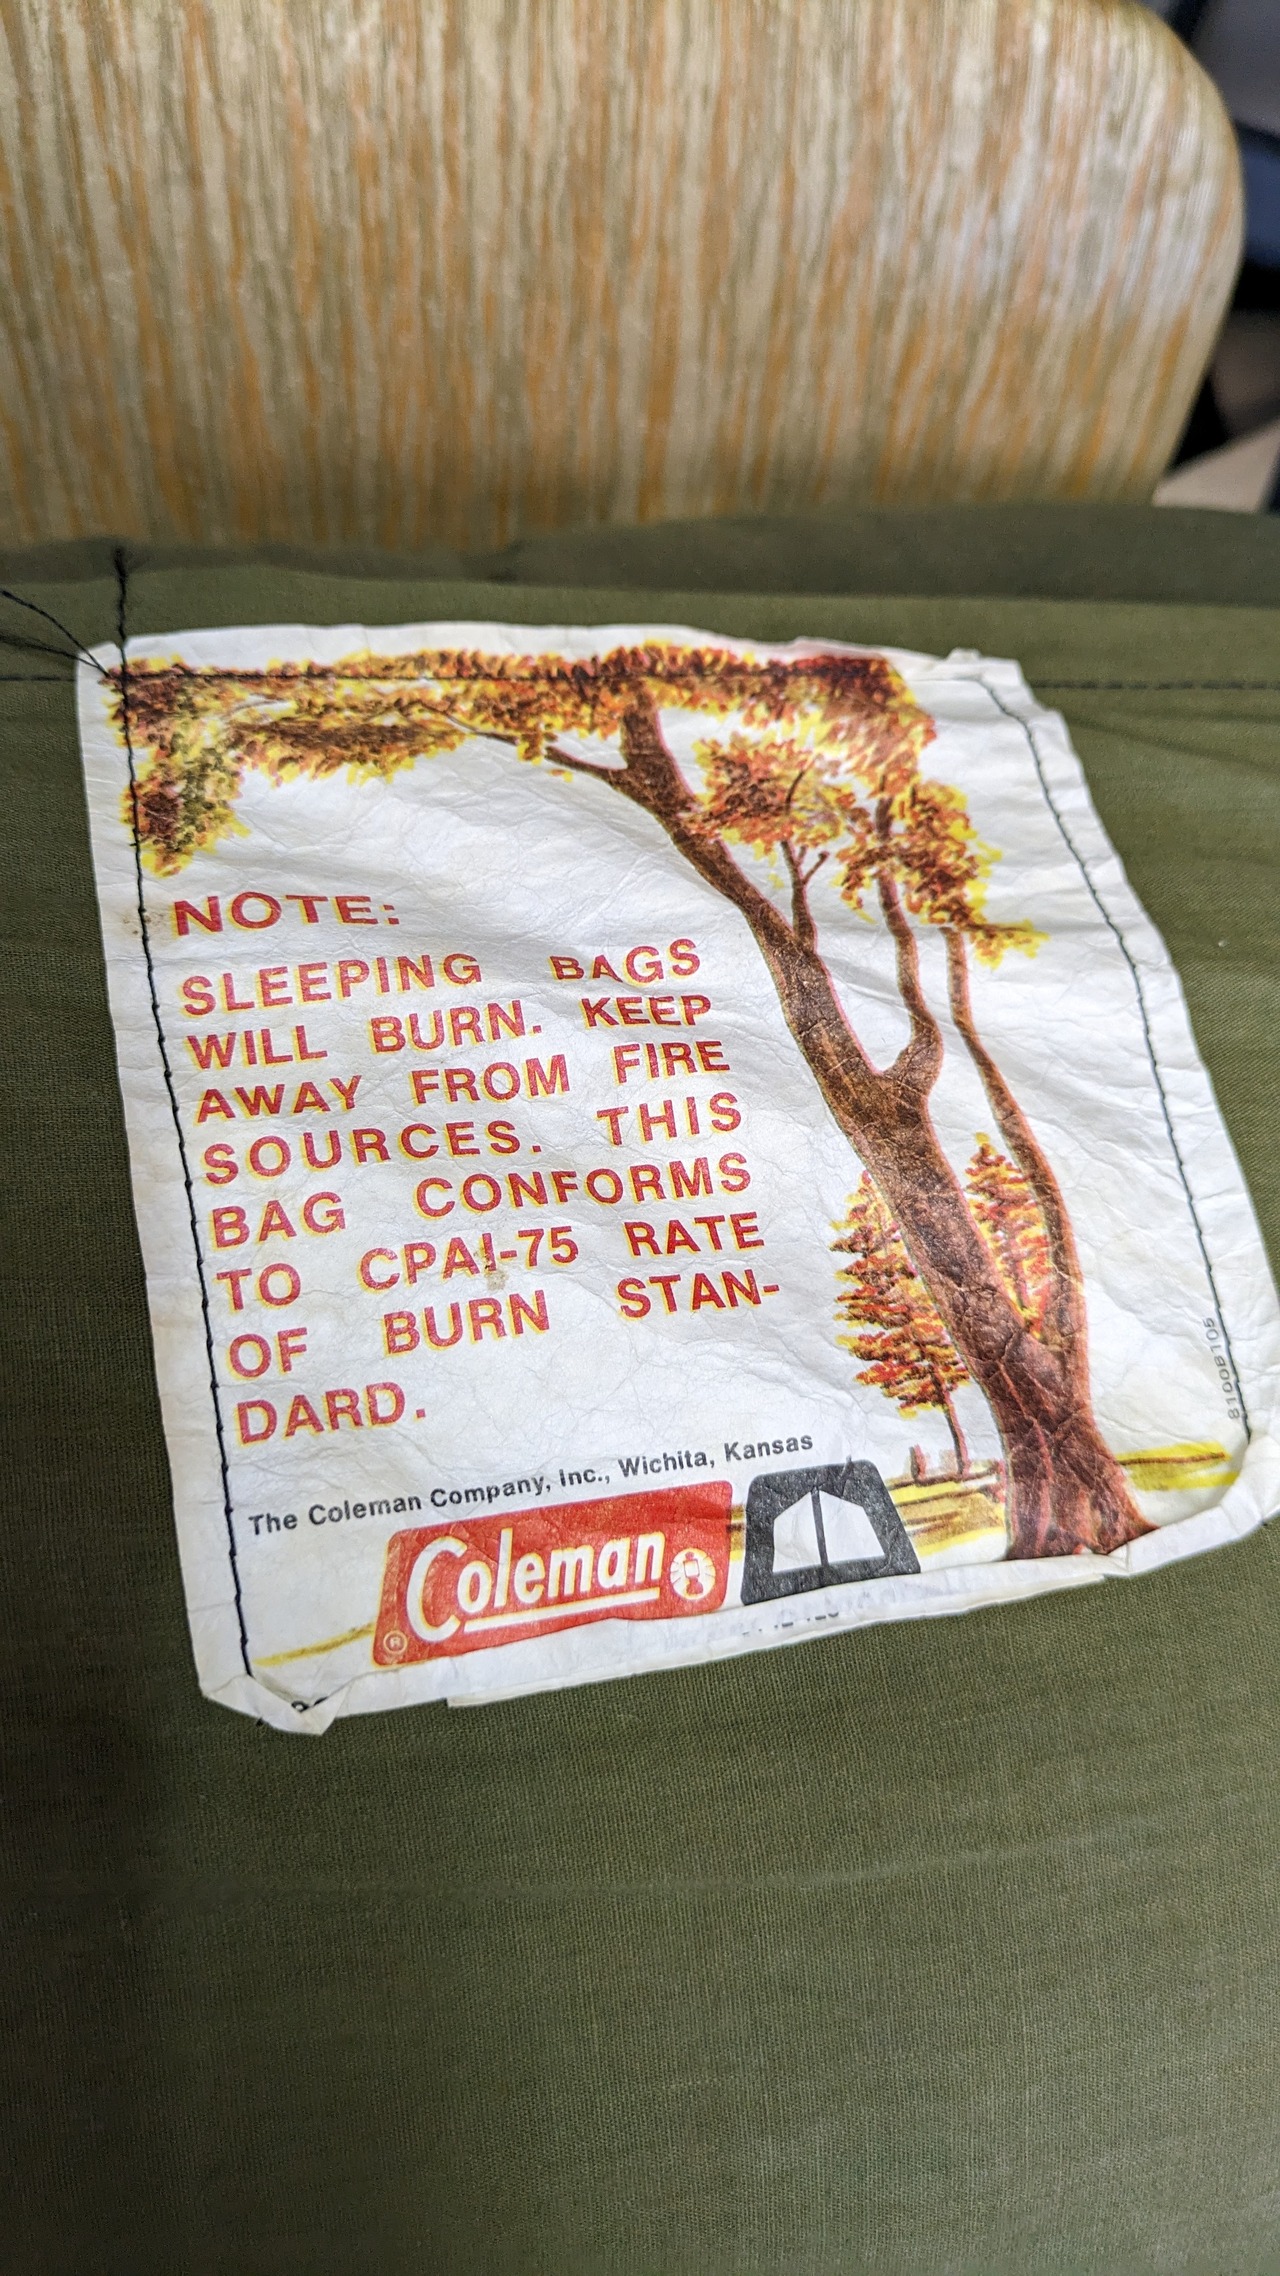 NOTE:
SLEEPING BAGS
WILL BURN. KEEP
AWAY FROM FIRE
SOURCES. THIS
BAG CONFORMS
TO CPAI-75 RATE
OF BURN STAN-
DARD.
The Coleman Company, Inc., Wichita, Kansas
Coleman
®
8100B105